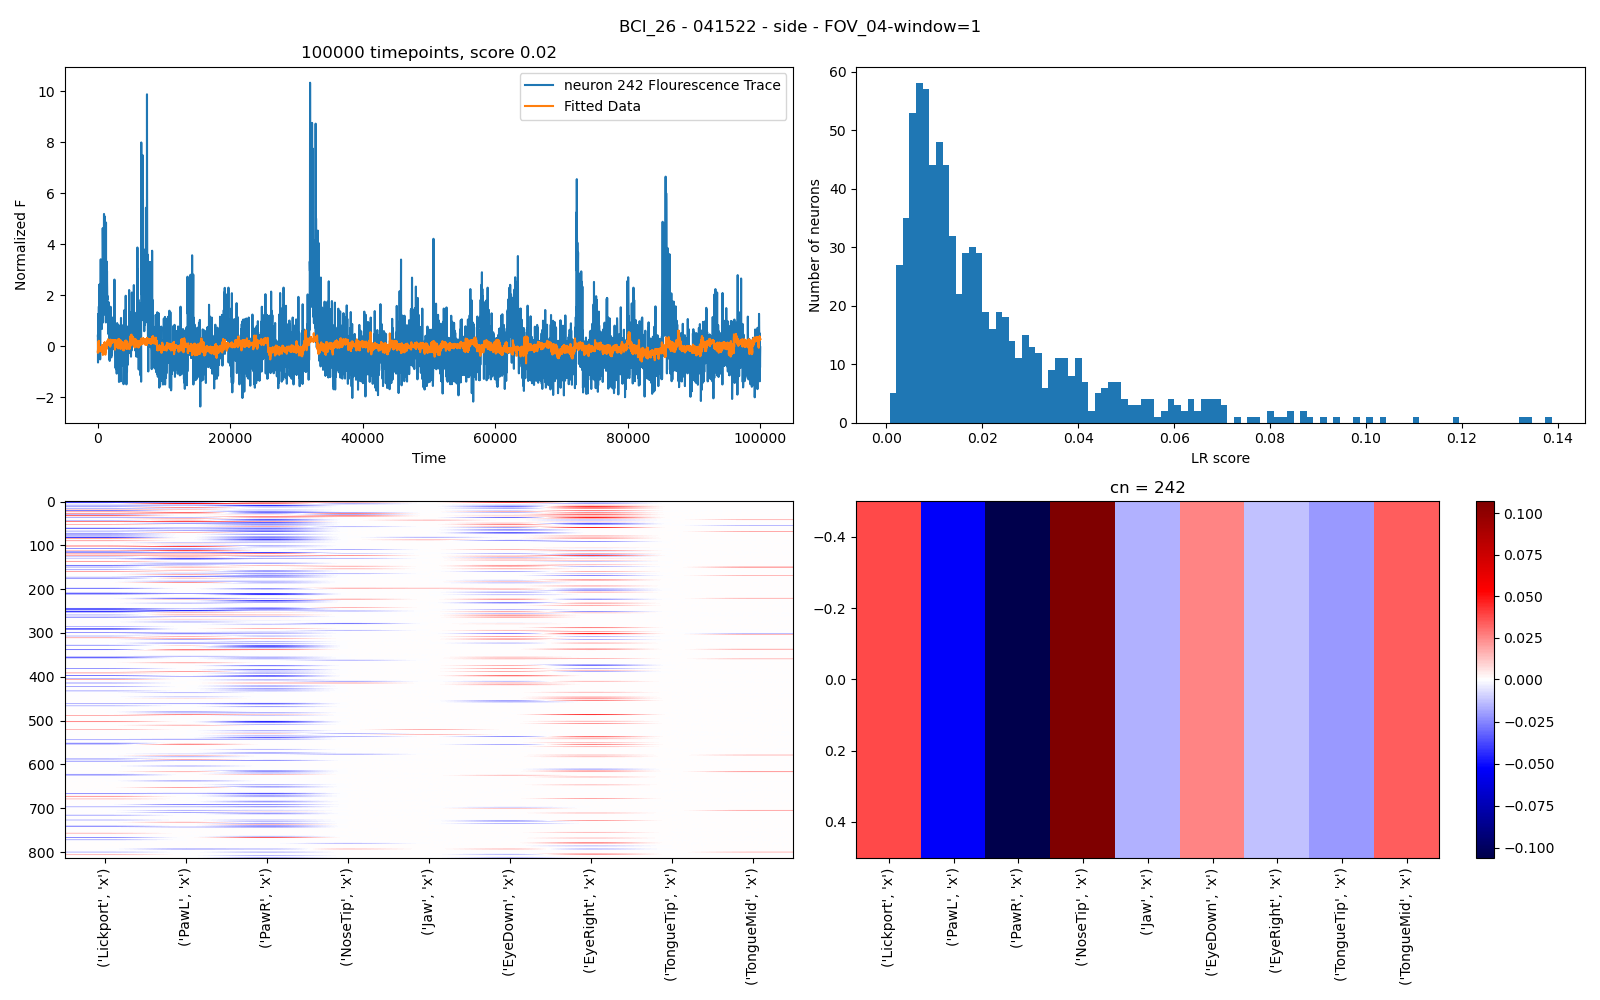 BCI_26 - 041522 - side - FOV_04-window=1
100000 timepoints, score 0.02
neuron 242 Flourescence Trace
Fitted Data
Normalized F
10
8
6
4
2
0
−2
0
20000
40000
60000
80000
100000
Time
Number of neurons
60
50
40
30
20
10
0
0.00
0.02
0.04
0.06
0.08
0.10
0.12
0.14
LR score
0
100
200
300
400
500
600
700
800
('Lickport', 'x')
('PawL', 'x')
('PawR', 'x')
('NoseTip', 'x')
('Jaw', 'x')
('EyeDown', 'x')
('EyeRight', 'x')
('TongueTip', 'x')
('TongueMid', 'x')
cn = 242
−0.4
−0.2
0.0
0.2
0.4
('Lickport', 'x')
('PawL', 'x')
('PawR', 'x')
('NoseTip', 'x')
('Jaw', 'x')
('EyeDown', 'x')
('EyeRight', 'x')
('TongueTip', 'x')
('TongueMid', 'x')
0.100
0.075
0.050
0.025
0.000
−0.025
−0.050
−0.075
−0.100